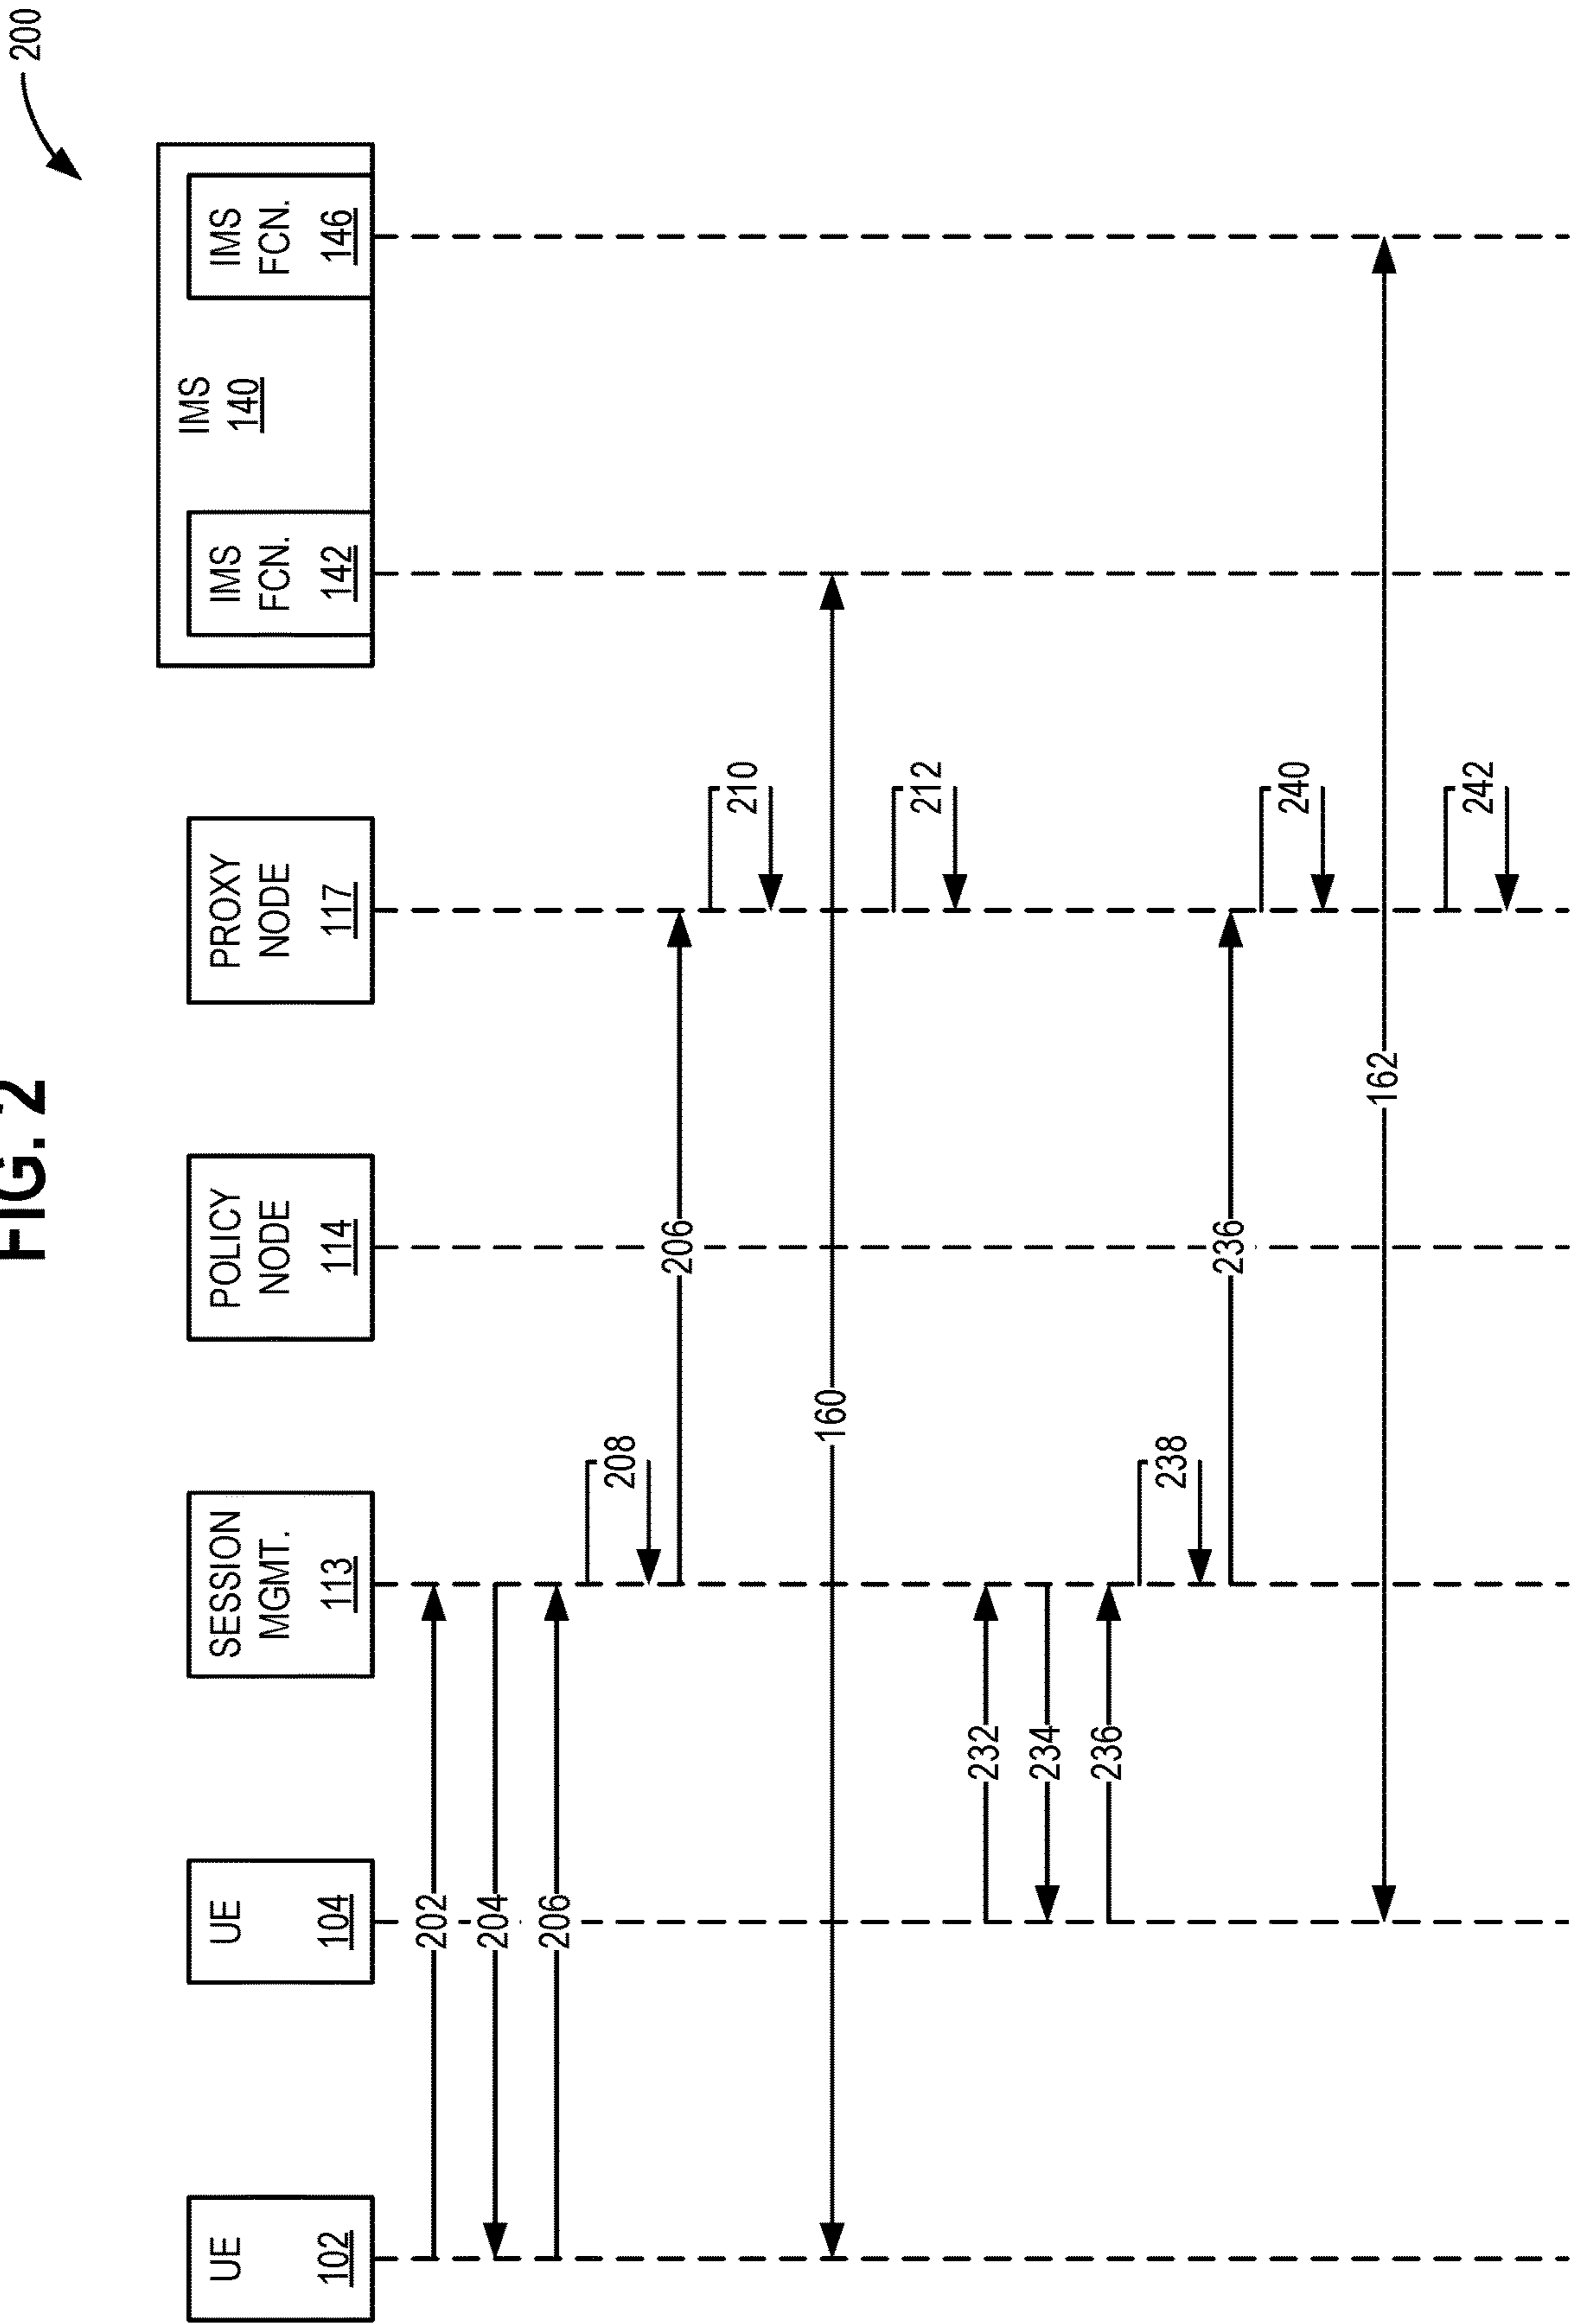 FIG. 2
200
UE
102
UE
104
SESSION
MGMT.
113
POLICY
NODE
114
PROXY
NODE
117
IMS
140
IMS
FCN.
142
IMS
FCN.
146
202
204
206
208
206
210
160
212
232
234
236
238
236
240
162
242